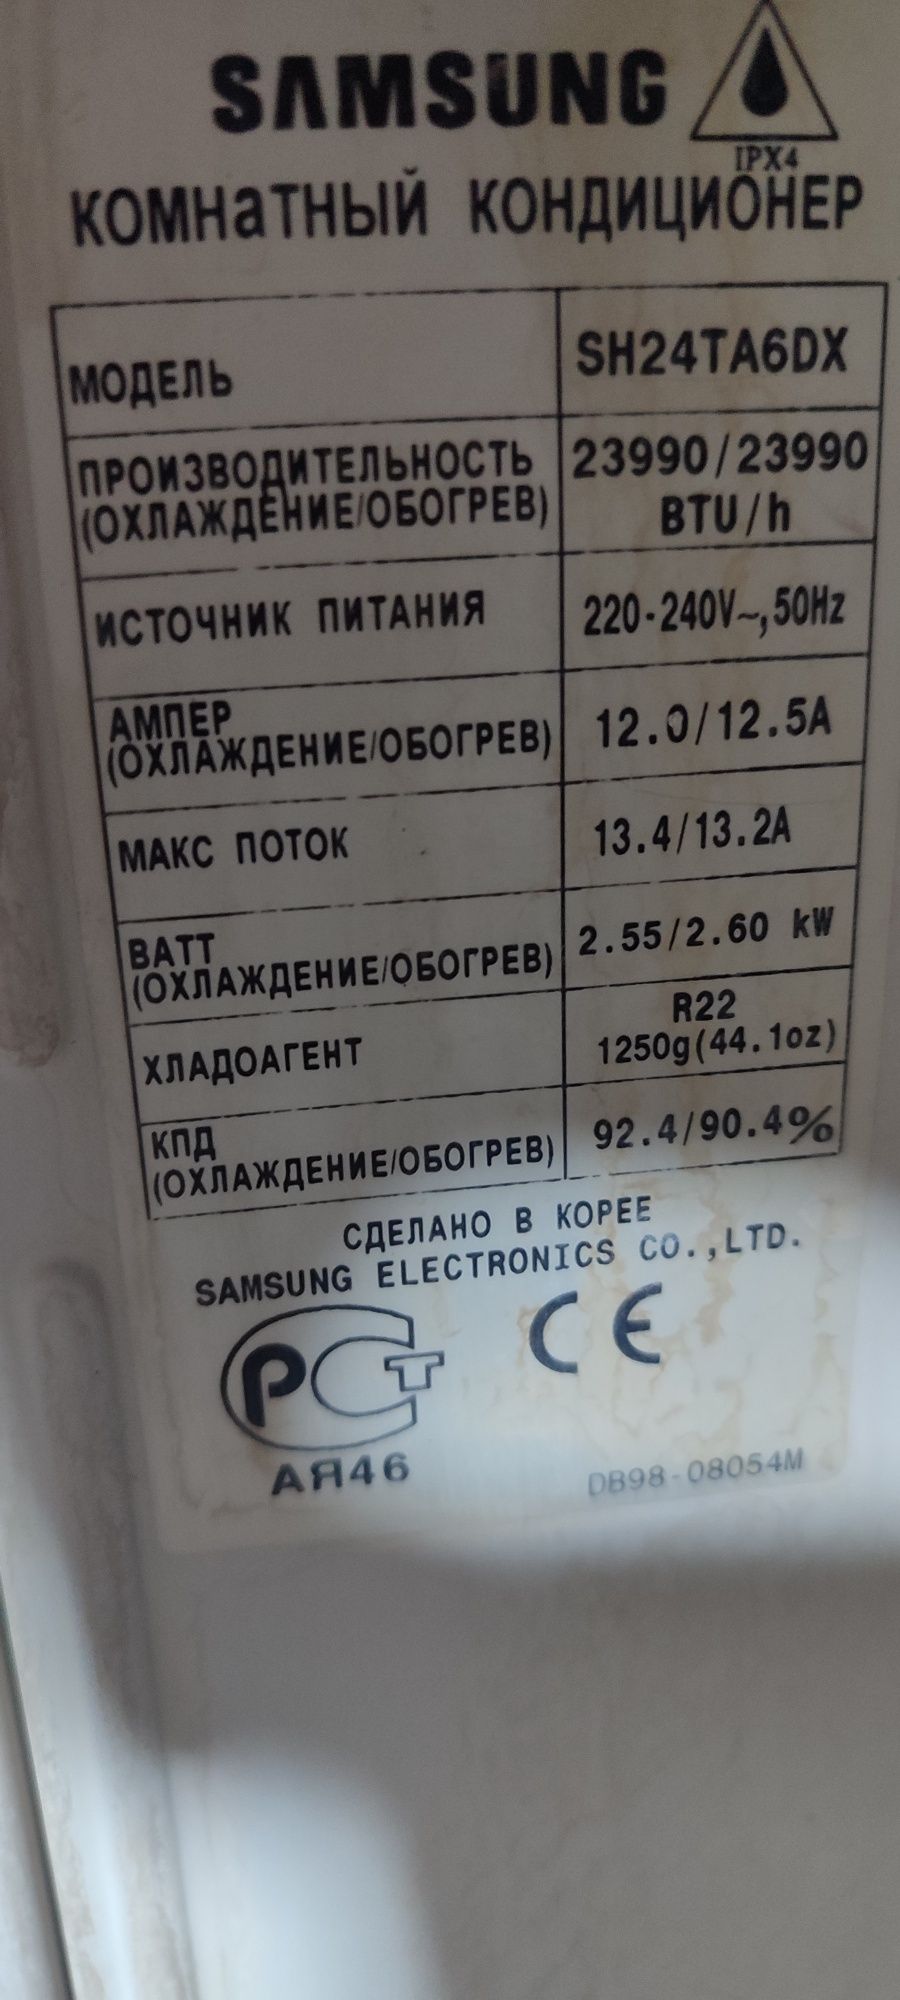 SAMSUNG
IPX4
КОМНаТНЫЙ КОНДИЦИОНЕР
МОДЕЛЬ
SH24TA6DX
ПРОИЗВОДИТЕЛЬНОСТЬ
(ОХЛАЖДЕНИЕ/ОБОГРЕВ)
23990/23990
BTU/h
ИСТОЧНИК ПИТАНИЯ
220-240V~,50Hz
АМПЕР
(ОХЛАЖДЕНИЕ/ОБОГРЕВ)
12.0/12.5A
МАКС ПОТОК
13.4/13.2A
ВАТТ
(ОХЛАЖДЕНИЕ/ОБОГРЕВ)
2.55/2.60 kW
ХЛАДОАГЕНТ
R22
1250g(44.1oz)
КПД
(ОХЛАЖДЕНИЕ/ОБОГРЕВ)
92.4/90.4%
СДЕЛАНО В КОРЕЕ
SAMSUNG ELECTRONICS CO.,LTD.
РСТ
CE
АЯ46
DB98-08054M